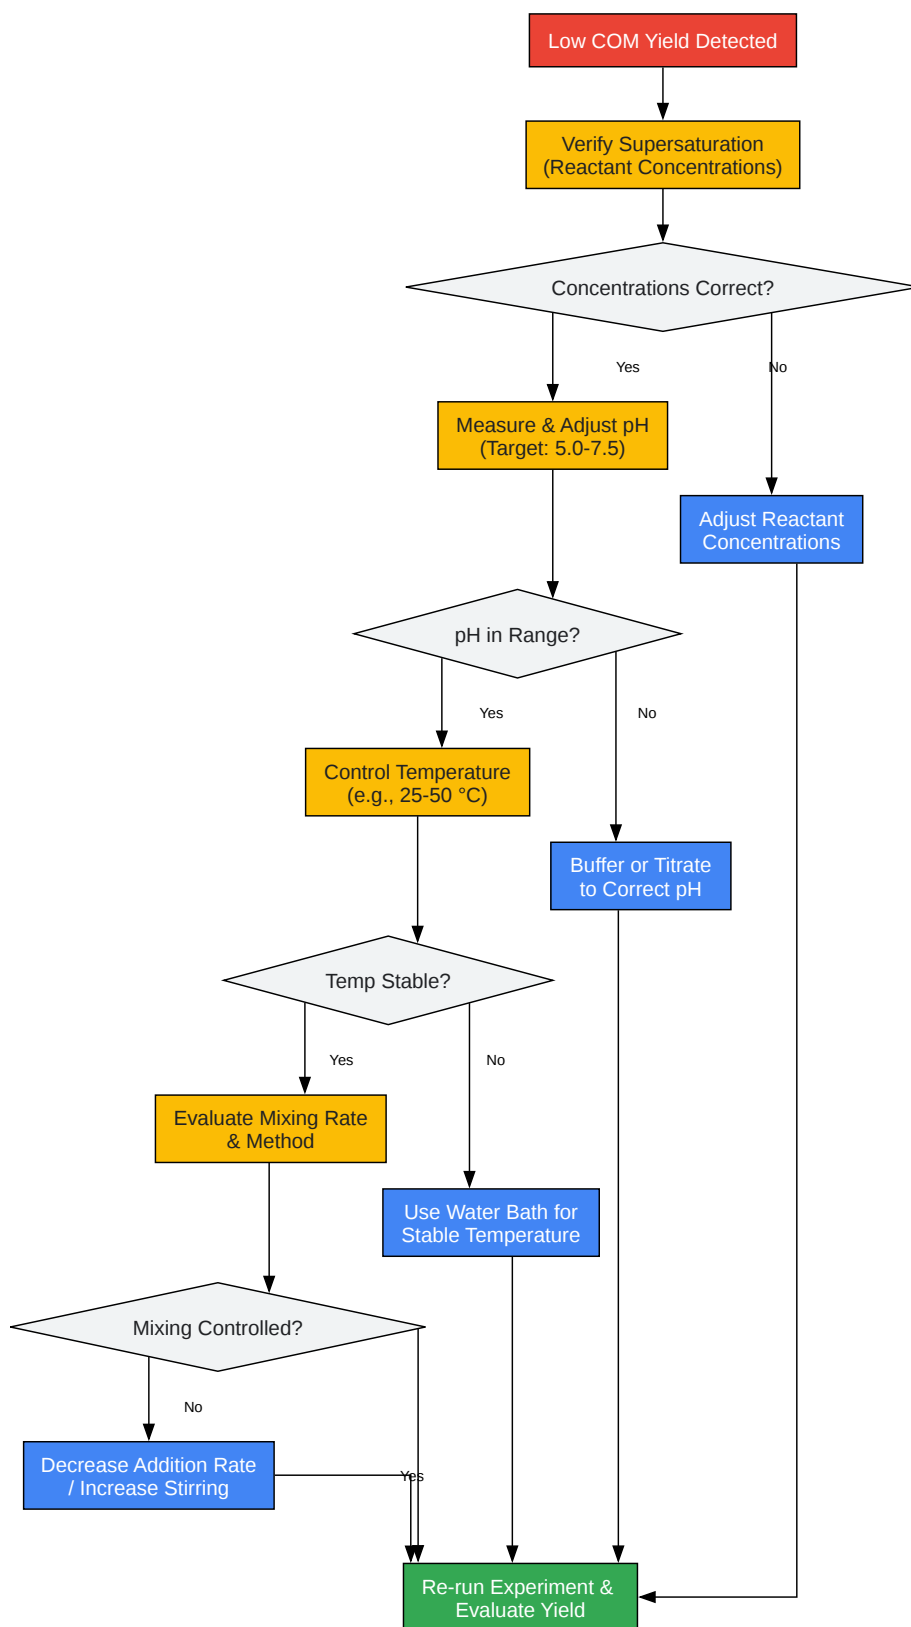 Low COM Yield Detected
Verify Supersaturation
(Reactant Concentrations)
Concentrations Correct?
Yes
No
Measure & Adjust pH
(Target: 5.0-7.5)
Adjust Reactant
Concentrations
pH in Range?
Yes
No
Control Temperature
(e.g., 25-50 °C)
Buffer or Titrate
to Correct pH
Temp Stable?
Yes
No
Evaluate Mixing Rate
& Method
Use Water Bath for
Stable Temperature
Mixing Controlled?
No
Decrease Addition Rate
/ Increase Stirring
Yes
Re-run Experiment &
Evaluate Yield